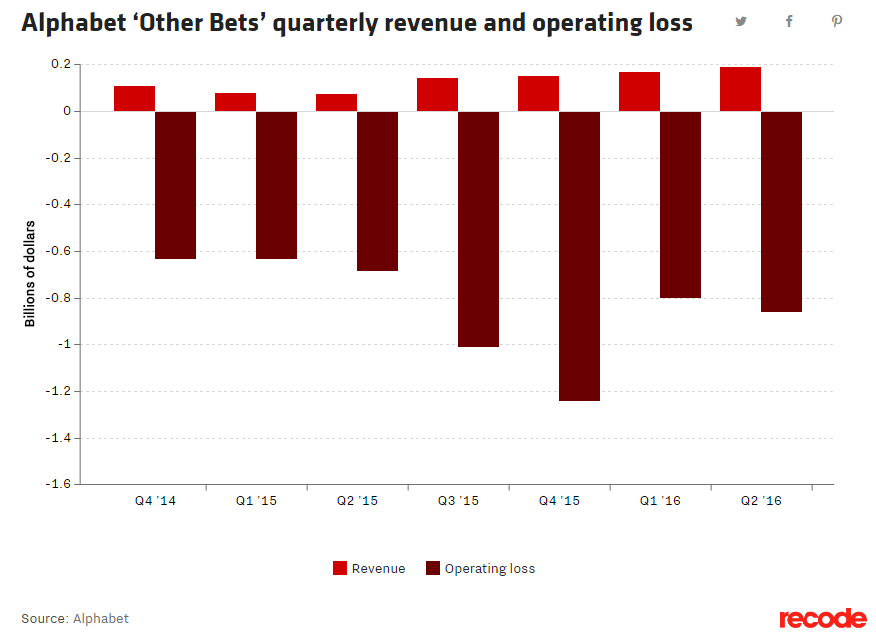 Alphabet ‘Other Bets’ quarterly revenue and operating loss
0.2
0
-0.2
-0.4
-0.6
-0.8
-1
-1.2
-1.4
-1.6
Billions of dollars
Q4 '14
Q1 '15
Q2 '15
Q3 '15
Q4 '15
Q1 '16
Q2 '16
Revenue
Operating loss
Source: Alphabet
recode